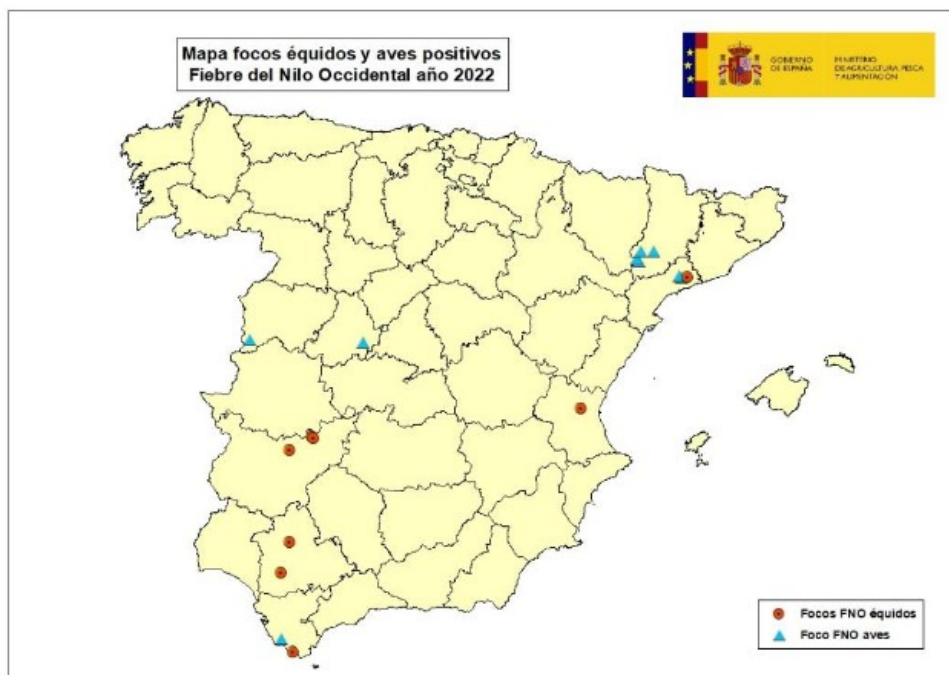 Mapa focos équidos y aves positivos
Fiebre del Nilo Occidental año 2022
GOBIERNO
DE ESPAÑA
MINISTERIO
DE AGRICULTURA, PESCA
Y ALIMENTACIÓN
Focos FNO équidos
Foco FNO aves